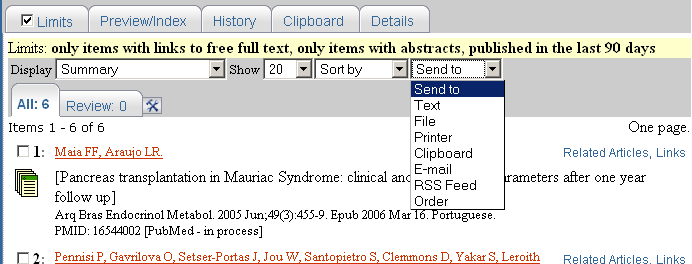 Limits Preview/Index History Clipboard Details
Limits: only items with links to free full text, only items with abstracts, published in the last 90 days
Display Summary Show 20 Sort by Send to
Send to
Text
File
Printer
Clipboard
E-mail
RSS Feed
Order
All: 6 Review: 0
Items 1 - 6 of 6 One page.
1: Maia FF, Araujo LR. Related Articles, Links
[Pancreas transplantation in Mauriac Syndrome: clinical and arameters after one year
follow up]
Arq Bras Endocrinol Metabol. 2005 Jun;49(3):455-9. Epub 2006 Mar 16. Portuguese.
PMID: 16544002 [PubMed - in process]
2: Pennisi P, Gavrilova O, Setser-Portas J, Jou W, Santopietro S, Clemmons D, Yakar S, Leroith Related Articles, Links